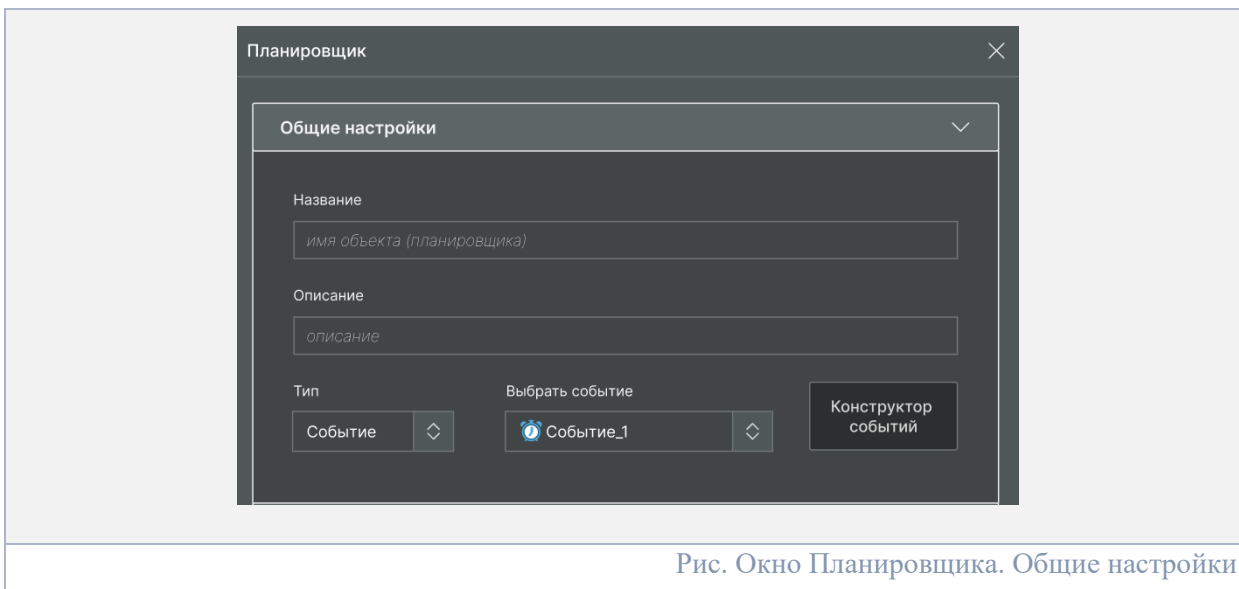 Планировщик
Общие настройки
Название
имя объекта (планировщика)
Описание
описание
Тип
Выбрать событие
Событие
Событие_1
Конструктор
событий
Рис. Окно Планировщика. Общие настройки